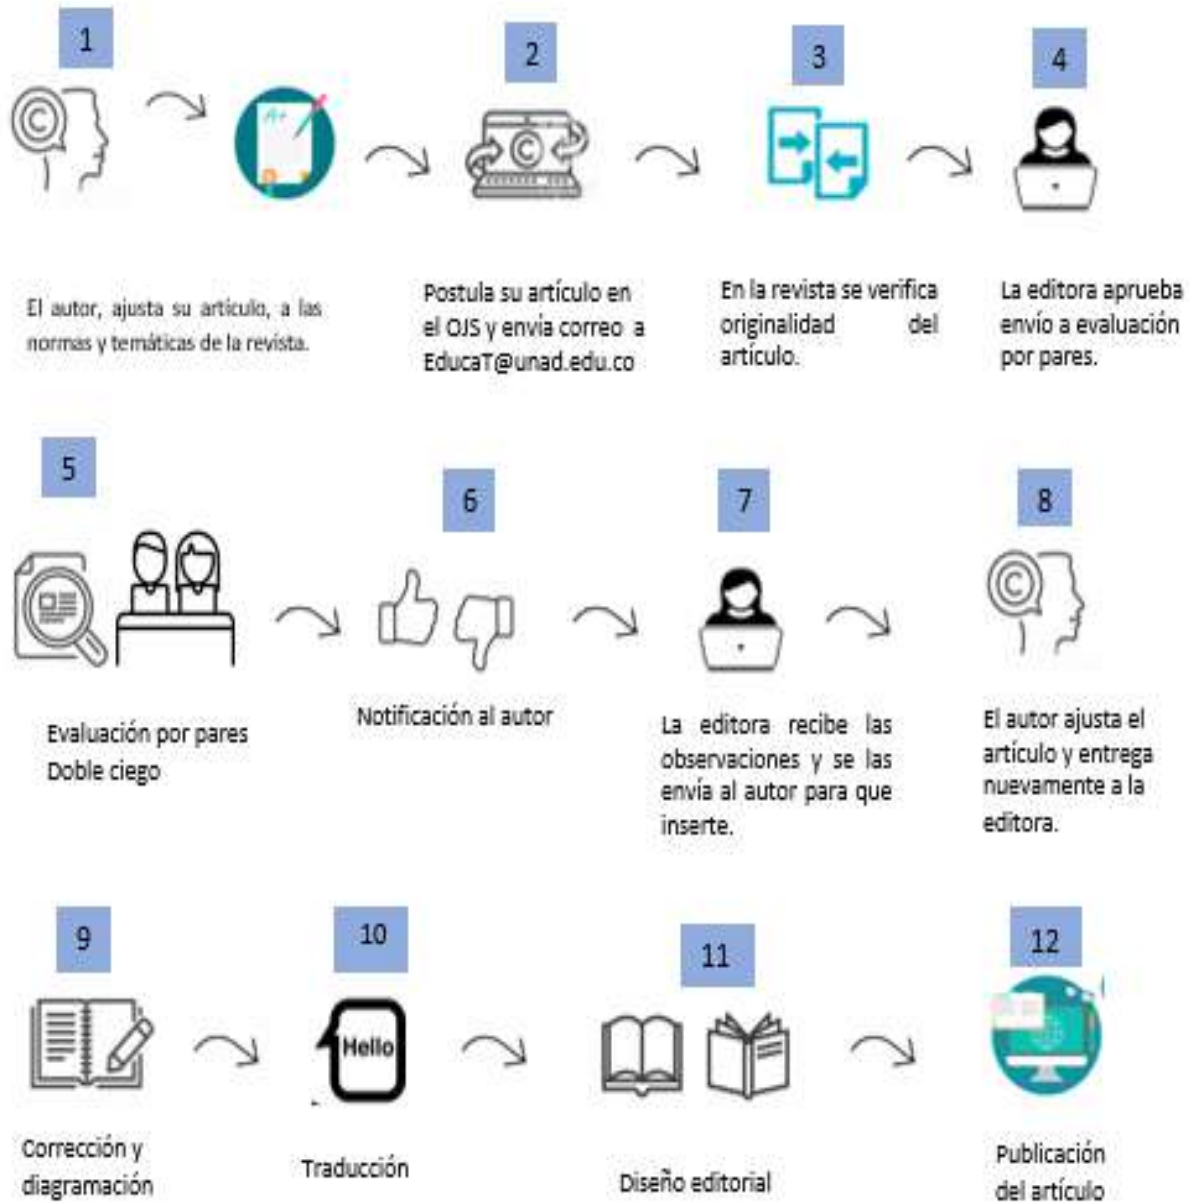 1
2
3
4
A+
C
C
El autor, ajusta su artículo, a las
normas y temáticas de la revista.
Postula su artículo en
el OJS y envía correo a
EducaT@unad.edu.co
En la revista se verifica
originalidad del
artículo.
La editora aprueba
envío a evaluación
por pares.
5
6
7
8
C
Evaluación por pares
Doble ciego
Notificación al autor
La editora recibe las
observaciones y se las
envía al autor para que
inserte.
El autor ajusta el
artículo y entrega
nuevamente a la
editora.
9
10
11
12
Hello
Corrección y
diagramación
Traducción
Diseño editorial
Publicación
del artículo